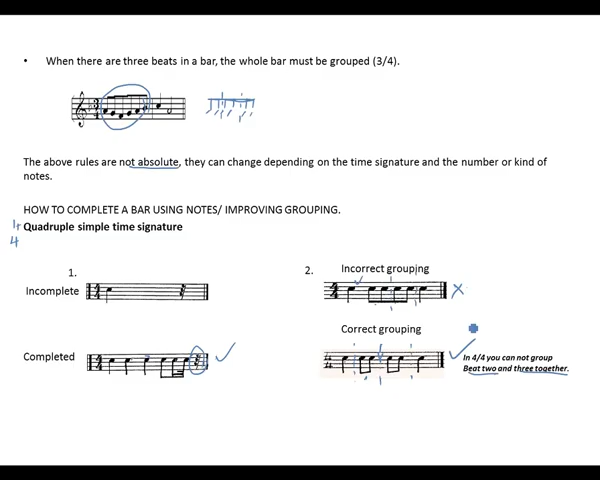 • When there are three beats in a bar, the whole bar must be grouped (3/4).
The above rules are not absolute, they can change depending on the time signature and the number or kind of
notes.
HOW TO COMPLETE A BAR USING NOTES/ IMPROVING GROUPING.
4 Quadruple simple time signature
4
1.
Incomplete
2.
Incorrect grouping
Completed
Correct grouping
In 4/4 you can not group
Beat two and three together.